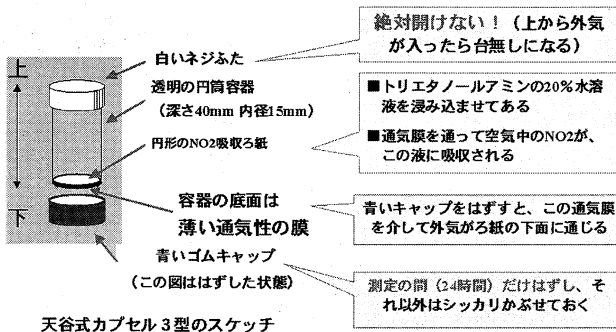 絶対開けない！（上から外気
が入ったら台無しになる）
白いネジふた
上
透明の円筒容器
（深さ40mm 内径15mm）
■トリエタノールアミンの20％水溶
液を浸み込ませてある
■通気膜を通って空気中のNO2が、
この液に吸収される
円形のNO2吸収ろ紙
容器の底面は
薄い通気性の膜
青いキャップをはずすと、この通気膜
を介して外気がろ紙の下面に通じる
下
青いゴムキャップ
（この図ははずした状態）
測定の間（24時間）だけはずし、そ
れ以外はシッカリかぶせておく
天谷式カプセル３型のスケッチ